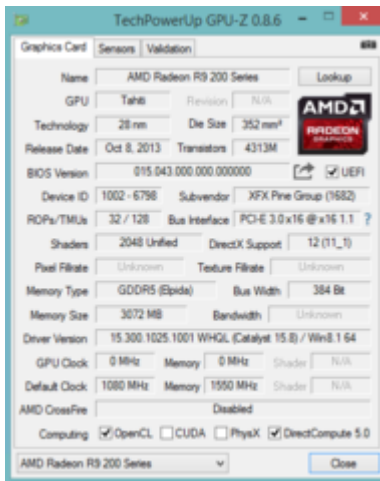 TechPowerUp GPU-Z 0.8.6
Graphics Card Sensors Validation
Name AMD Radeon R9 200 Series Lookup
GPU Tahiti Revision N/A
AMD
RADEON
GRAPHICS
Technology 28 nm Die Size 352 mm²
Release Date Oct 8, 2013 Transistors 4313M
BIOS Version 015.043.000.000.000000 UEFI
Device ID 1002 - 6798 Subvendor XFX Pine Group (1682)
ROPs/TMUs 32 / 128 Bus Interface PCI-E 3.0 x16 @ x16 1.1 ?
Shaders 2048 Unified DirectX Support 12 (11_1)
Pixel Fillrate Unknown Texture Fillrate Unknown
Memory Type GDDR5 (Elpida) Bus Width 384 Bit
Memory Size 3072 MB Bandwidth Unknown
Driver Version 15.300.1025.1001 WHQL (Catalyst 15.8) / Win8.1 64
GPU Clock 0 MHz Memory 0 MHz Shader N/A
Default Clock 1080 MHz Memory 1550 MHz Shader N/A
AMD CrossFire Disabled
Computing OpenCL CUDA PhysX DirectCompute 5.0
AMD Radeon R9 200 Series Close